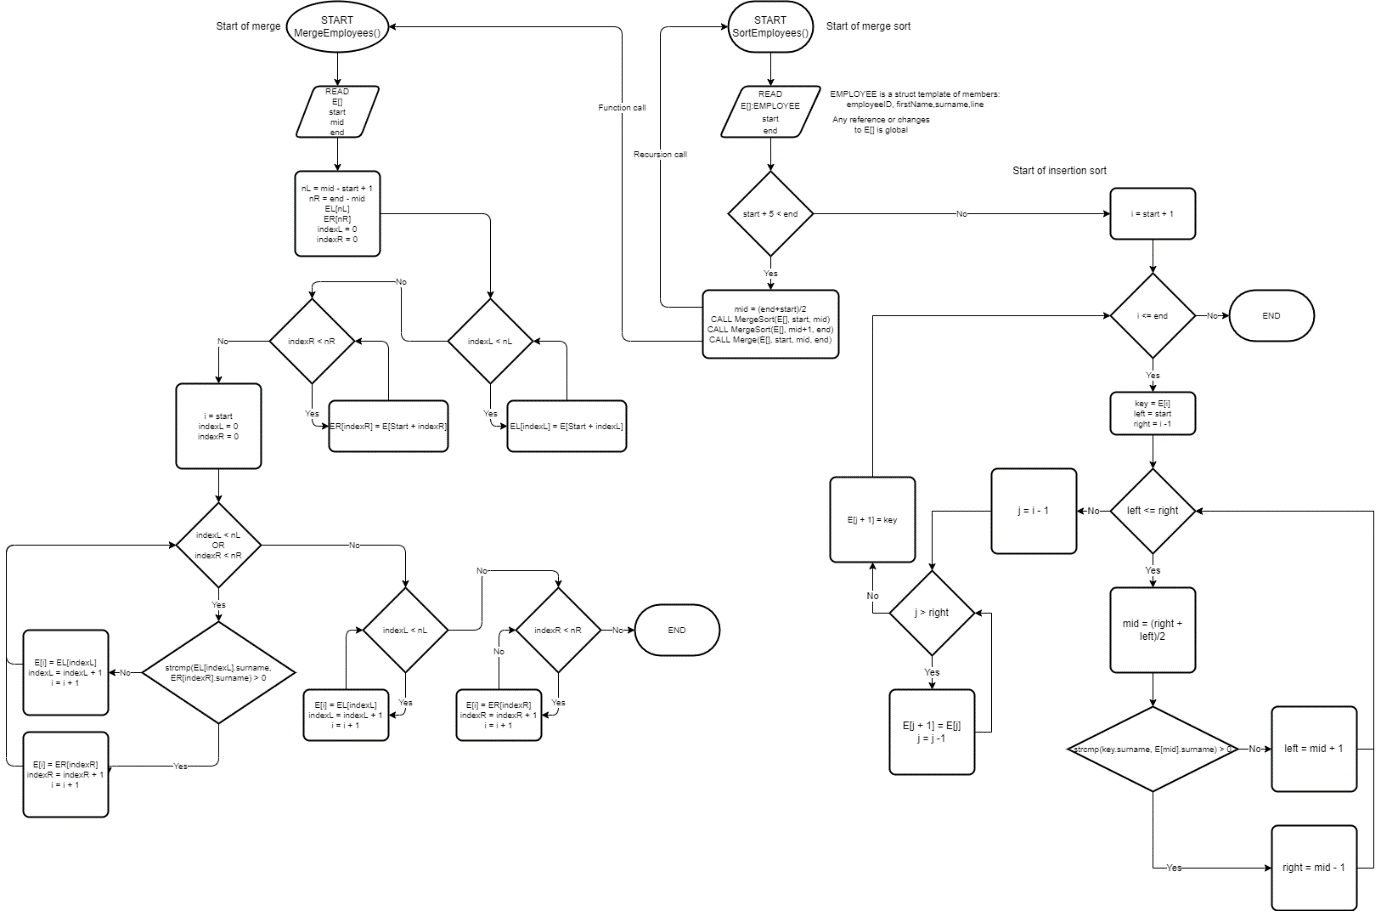 Start of merge
START
MergeEmployees()
READ
E[]
start
mid
end
nL = mid - start + 1
nR = end - mid
EL[nL]
ER[nR]
indexL = 0
indexR = 0
No
indexR < nR
indexL < nL
No
Yes
Yes
ER[indexR] = E[Start + indexR]
EL[indexL] = E[Start + indexL]
i = start
indexL = 0
indexR = 0
indexL < nL
OR
indexR < nR
No
Yes
strcmp(EL[indexL].surname,
ER[indexR].surname) > 0
No
E[i] = EL[indexL]
indexL = indexL + 1
i = i + 1
Yes
E[i] = ER[indexR]
indexR = indexR + 1
i = i + 1
indexL < nL
No
Yes
E[i] = EL[indexL]
indexL = indexL + 1
i = i + 1
indexR < nR
No
END
No
Yes
E[i] = ER[indexR]
indexR = indexR + 1
i = i + 1
Function call
Recursion call
START
SortEmployees()
Start of merge sort
READ
E[]:EMPLOYEE
start
end
EMPLOYEE is a struct template of members:
employeeID, firstName,surname,line
Any reference or changes
to E[] is global
start + 5 < end
No
Yes
mid = (end+start)/2
CALL MergeSort(E[], start, mid)
CALL MergeSort(E[], mid+1, end)
CALL Merge(E[], start, mid, end)
Start of insertion sort
i = start + 1
i <= end
No
END
Yes
key = E[i]
left = start
right = i -1
left <= right
No
j = i - 1
Yes
E[j + 1] = key
No
j > right
Yes
E[j + 1] = E[j]
j = j -1
mid = (right +
left)/2
strcmp(key.surname, E[mid].surname) > 0
No
left = mid + 1
Yes
right = mid - 1